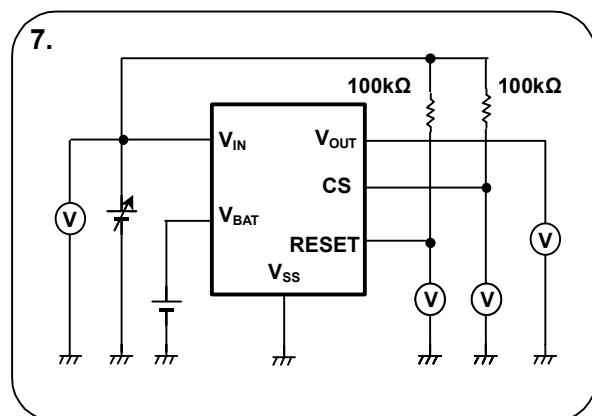 7.
100kΩ 100kΩ
VIN VOUT
CS
V VBAT V
RESET
VSS
V V